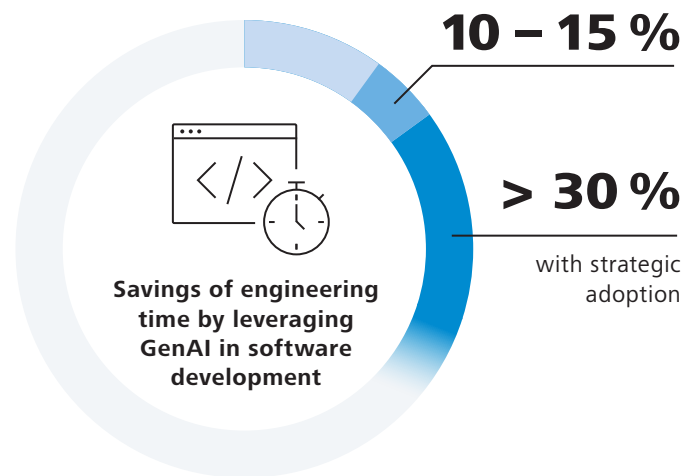 10 – 15 %
> 30 %
with strategic
adoption
</>
Savings of engineering
time by leveraging
GenAI in software
development